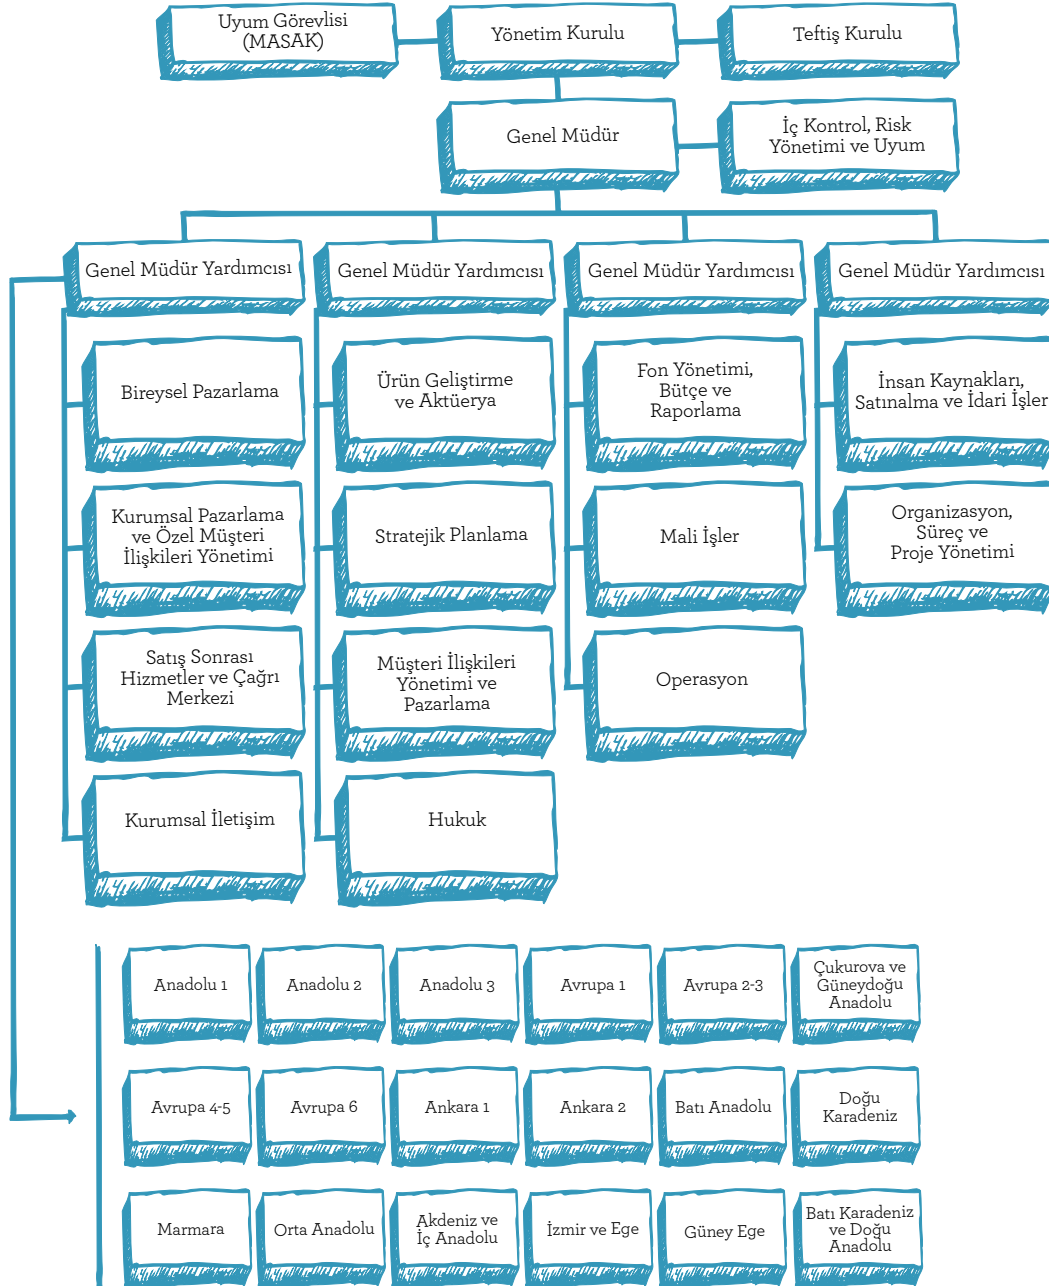 Uyum Görevlisi
(MASAK)
Yönetim Kurulu
Teftiş Kurulu
Genel Müdür
İç Kontrol, Risk
Yönetimi ve Uyum
Genel Müdür Yardımcısı
Genel Müdür Yardımcısı
Genel Müdür Yardımcısı
Genel Müdür Yardımcısı
Bireysel Pazarlama
Ürün Geliştirme
ve Aktüerya
Fon Yönetimi,
Bütçe ve
Raporlama
İnsan Kaynakları,
Satınalma ve İdari İşler
Kurumsal Pazarlama
ve Özel Müşteri
İlişkileri Yönetimi
Stratejik Planlama
Mali İşler
Organizasyon,
Süreç ve
Proje Yönetimi
Satış Sonrası
Hizmetler ve Çağrı
Merkezi
Müşteri İlişkileri
Yönetimi ve
Pazarlama
Operasyon
Kurumsal İletişim
Hukuk
Anadolu 1
Anadolu 2
Anadolu 3
Avrupa 1
Avrupa 2-3
Çukurova ve
Güneydoğu
Anadolu
Avrupa 4-5
Avrupa 6
Ankara 1
Ankara 2
Batı Anadolu
Doğu
Karadeniz
Marmara
Orta Anadolu
Akdeniz ve
İç Anadolu
İzmir ve Ege
Güney Ege
Batı Karadeniz
ve Doğu
Anadolu